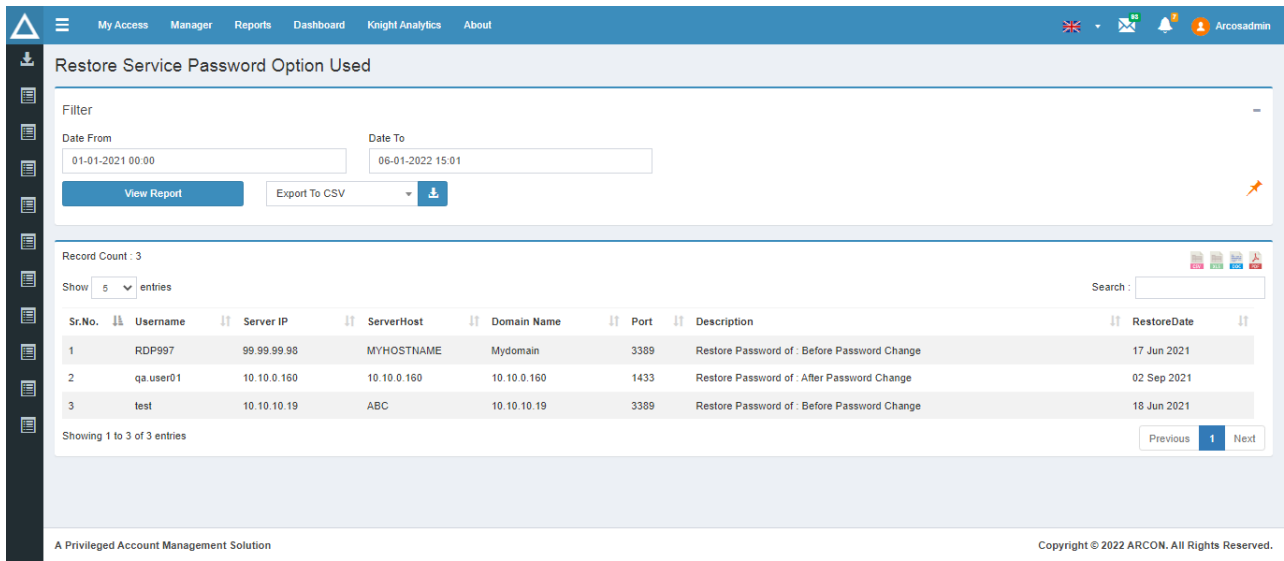 My Access Manager Reports Dashboard Knight Analytics About Arcosadmin
Restore Service Password Option Used
Filter
Date From Date To
01-01-2021 00:00 06-01-2022 15:01
View Report Export To CSV
Record Count : 3
Show 5 entries Search :
Sr.No. Username Server IP ServerHost Domain Name Port Description RestoreDate
1 RDP997 99.99.99.98 MYHOSTNAME Mydomain 3389 Restore Password of : Before Password Change 17 Jun 2021
2 qa.user01 10.10.0.160 10.10.0.160 10.10.0.160 1433 Restore Password of : After Password Change 02 Sep 2021
3 test 10.10.10.19 ABC 10.10.10.19 3389 Restore Password of : Before Password Change 18 Jun 2021
Showing 1 to 3 of 3 entries Previous 1 Next
A Privileged Account Management Solution Copyright © 2022 ARCON. All Rights Reserved.